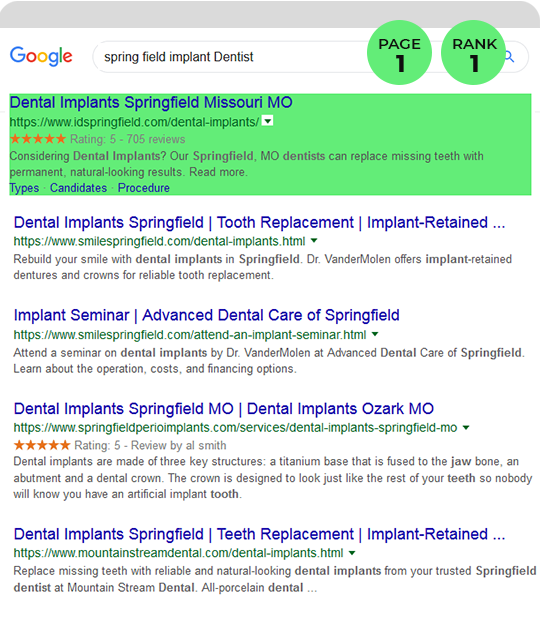 PAGE RANK
1 1
Google spring field implant Dentist
Dental Implants Springfield Missouri MO
https://www.idspringfield.com/dental-implants/
Rating: 5 - 705 reviews
Considering Dental Implants? Our Springfield, MO dentists can replace missing teeth with
permanent, natural-looking results. Read more.
Types · Candidates · Procedure
Dental Implants Springfield | Tooth Replacement | Implant-Retained ...
https://www.smilespringfield.com/dental-implants.html
Rebuild your smile with dental implants in Springfield. Dr. VanderMolen offers implant-retained
dentures and crowns for reliable tooth replacement.
Implant Seminar | Advanced Dental Care of Springfield
https://www.smilespringfield.com/attend-an-implant-seminar.html
Attend a seminar on dental implants by Dr. VanderMolen at Advanced Dental Care of Springfield.
Learn about the operation, costs, and financing options.
Dental Implants Springfield MO | Dental Implants Ozark MO
https://www.springfieldperioimplants.com/services/dental-implants-springfield-mo
Rating: 5 - Review by al smith
Dental implants are made of three key structures: a titanium base that is fused to the jaw bone, an
abutment and a dental crown. The crown is designed to look just like the rest of your teeth so nobody
will know you have an artificial implant tooth.
Dental Implants Springfield | Teeth Replacement | Implant-Retained ...
https://www.mountainstreamdental.com/dental-implants.html
Replace missing teeth with reliable and natural-looking dental implants from your trusted Springfield
dentist at Mountain Stream Dental. All-porcelain dental ...